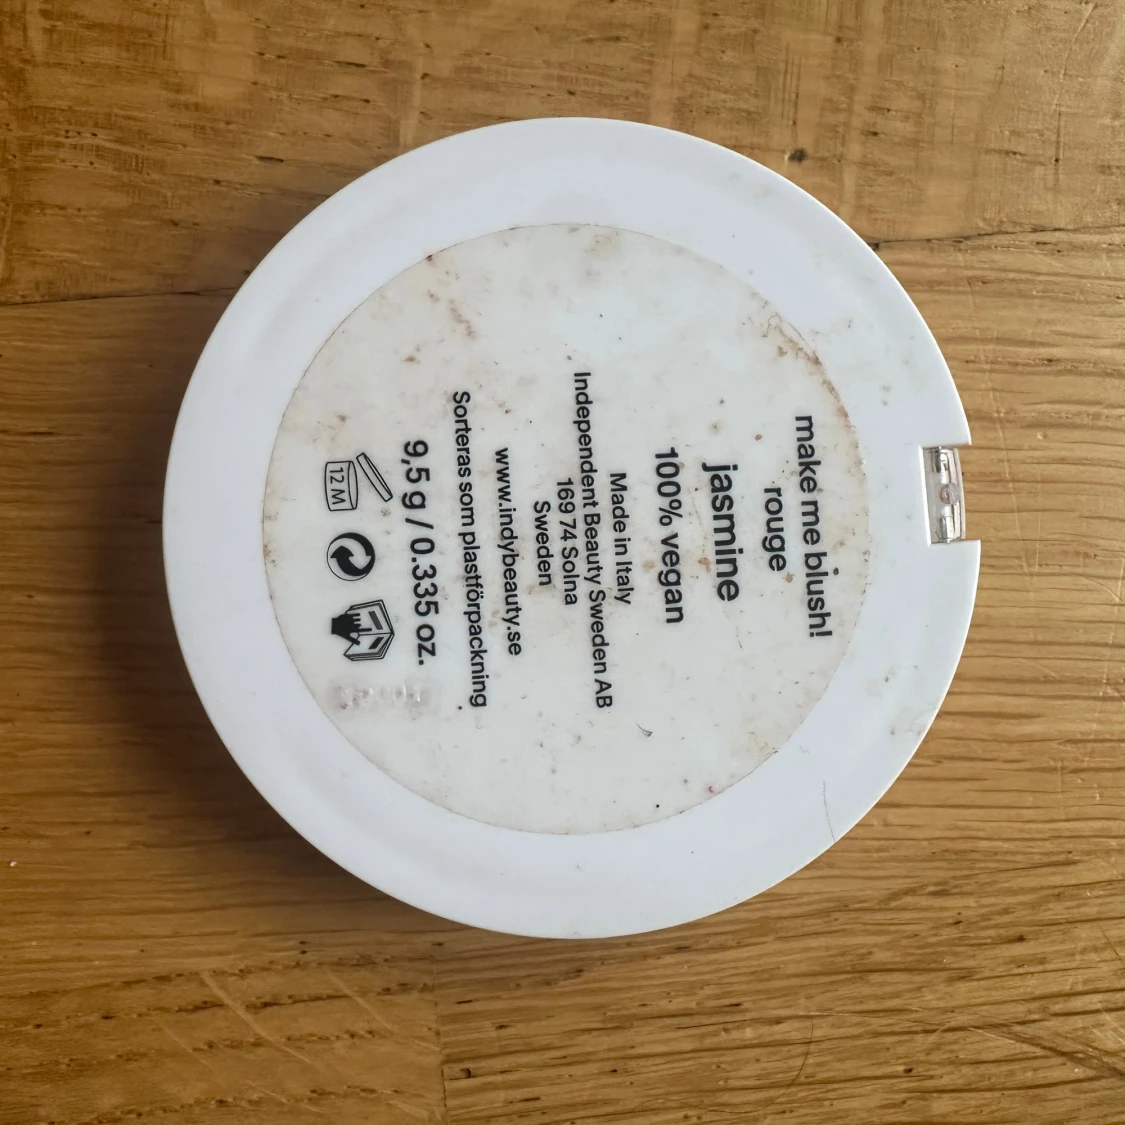 make me blush!
rouge
jasmine
100% vegan
Made in Italy
Independent Beauty Sweden AB
169 74 Solna
Sweden
www.indybeauty.se
Sorteras som plastförpackning
9,5 g / 0.335 oz.
12 M